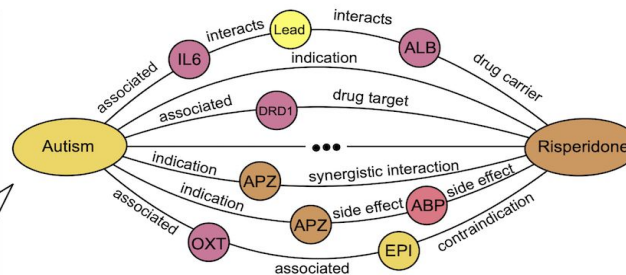 associated
IL6
interacts
Lead
interacts
ALB
drug carrier
indication
associated
DRD1
drug target
Autism
Risperidone
indication
APZ
synergistic interaction
indication
APZ
side effect
ABP
side effect
associated
OXT
associated
EPI
contraindication